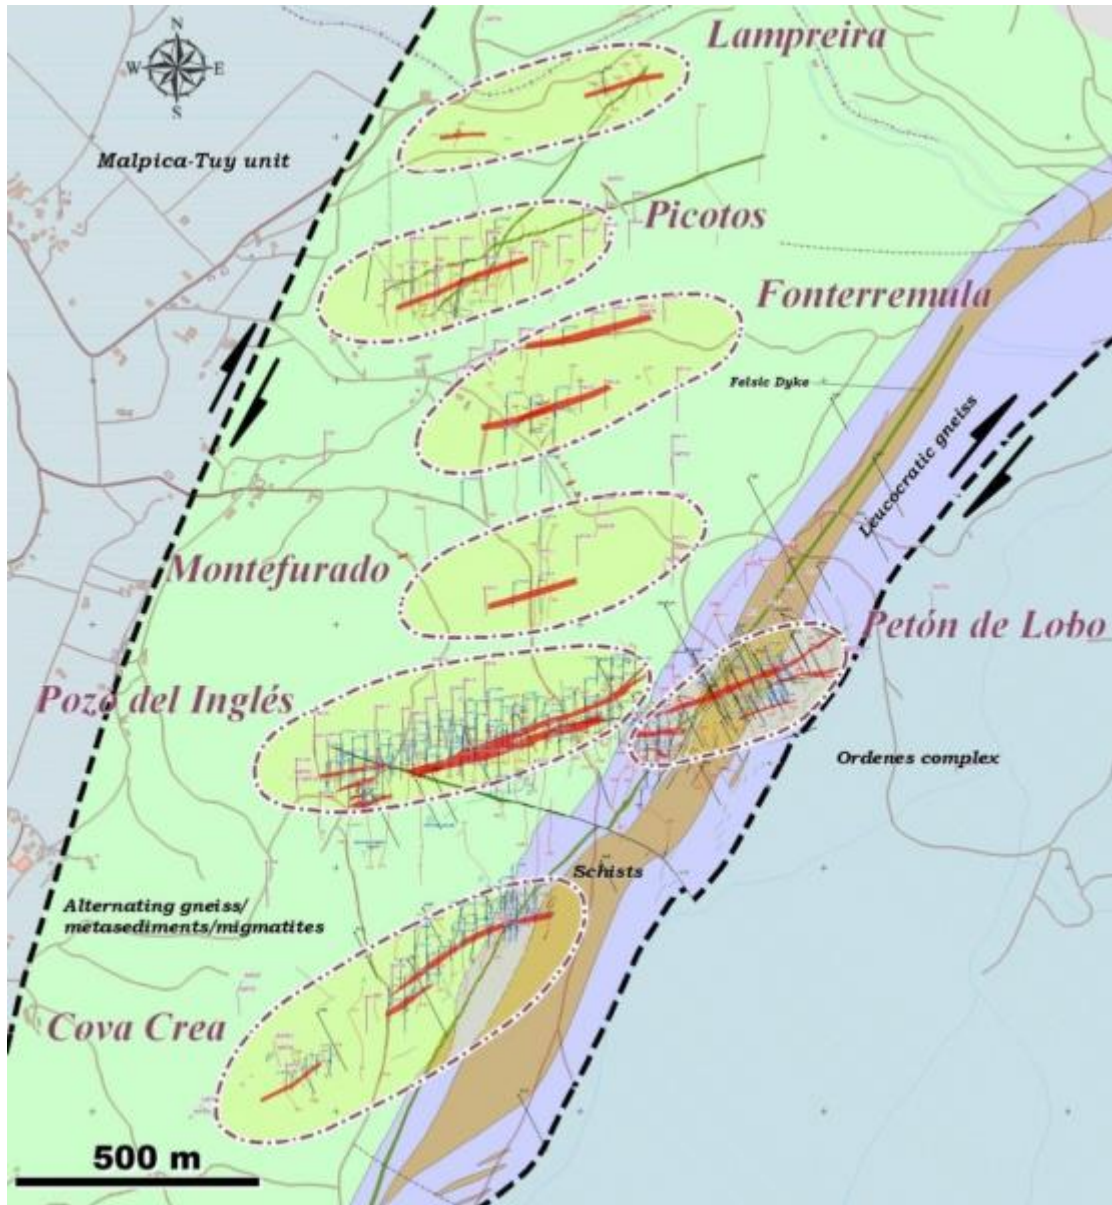 Lampreira
N
W
E
S
Malpica-Tuy unit
Picotos
Fonterremula
Felsic Dyke
Leucocratic gneiss
Montefurado
Petón de Lobo
Pozo del Inglés
Ordenes complex
Schists
Alternating gneiss/
metasediments/migmatites
Cova Crea
500 m